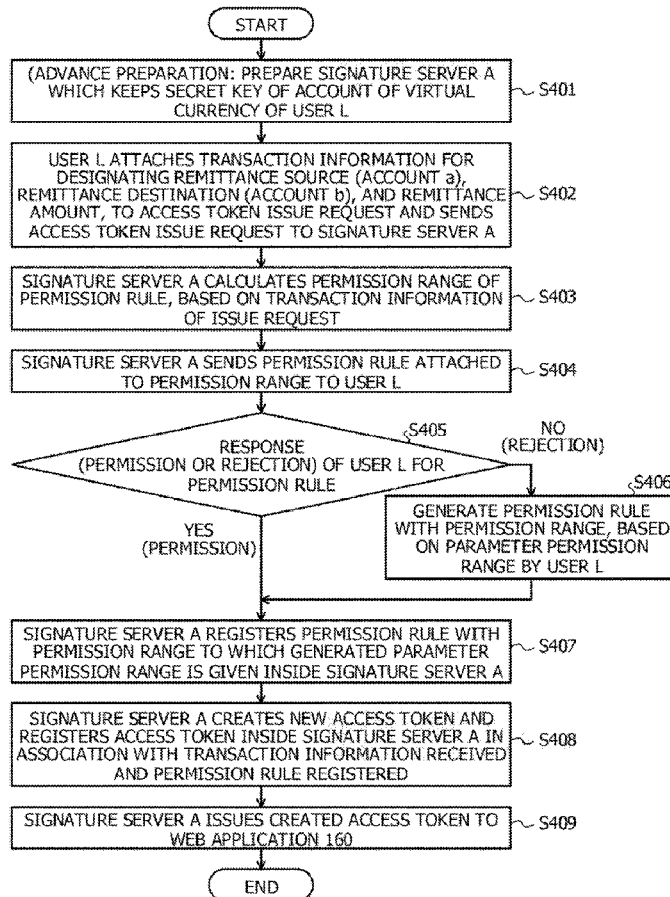 START
(ADVANCE PREPARATION: PREPARE SIGNATURE SERVER A
WHICH KEEPS SECRET KEY OF ACCOUNT OF VIRTUAL
CURRENCY OF USER L
S401
USER L ATTACHES TRANSACTION INFORMATION FOR
DESIGNATING REMITTANCE SOURCE (ACCOUNT a),
REMITTANCE DESTINATION (ACCOUNT b), AND REMITTANCE
AMOUNT, TO ACCESS TOKEN ISSUE REQUEST AND SENDS
ACCESS TOKEN ISSUE REQUEST TO SIGNATURE SERVER A
S402
SIGNATURE SERVER A CALCULATES PERMISSION RANGE OF
PERMISSION RULE, BASED ON TRANSACTION INFORMATION
OF ISSUE REQUEST
S403
SIGNATURE SERVER A SENDS PERMISSION RULE ATTACHED
TO PERMISSION RANGE TO USER L
S404
S405
RESPONSE
(PERMISSION OR REJECTION) OF USER L FOR
PERMISSION RULE
NO
(REJECTION)
S406
GENERATE PERMISSION RULE
WITH PERMISSION RANGE, BASED
ON PARAMETER PERMISSION
RANGE BY USER L
YES
(PERMISSION)
SIGNATURE SERVER A REGISTERS PERMISSION RULE WITH
PERMISSION RANGE TO WHICH GENERATED PARAMETER
PERMISSION RANGE IS GIVEN INSIDE SIGNATURE SERVER A
S407
SIGNATURE SERVER A CREATES NEW ACCESS TOKEN AND
REGISTERS ACCESS TOKEN INSIDE SIGNATURE SERVER A IN
ASSOCIATION WITH TRANSACTION INFORMATION RECEIVED
AND PERMISSION RULE REGISTERED
S408
SIGNATURE SERVER A ISSUES CREATED ACCESS TOKEN TO
WEB APPLICATION 160
S409
END